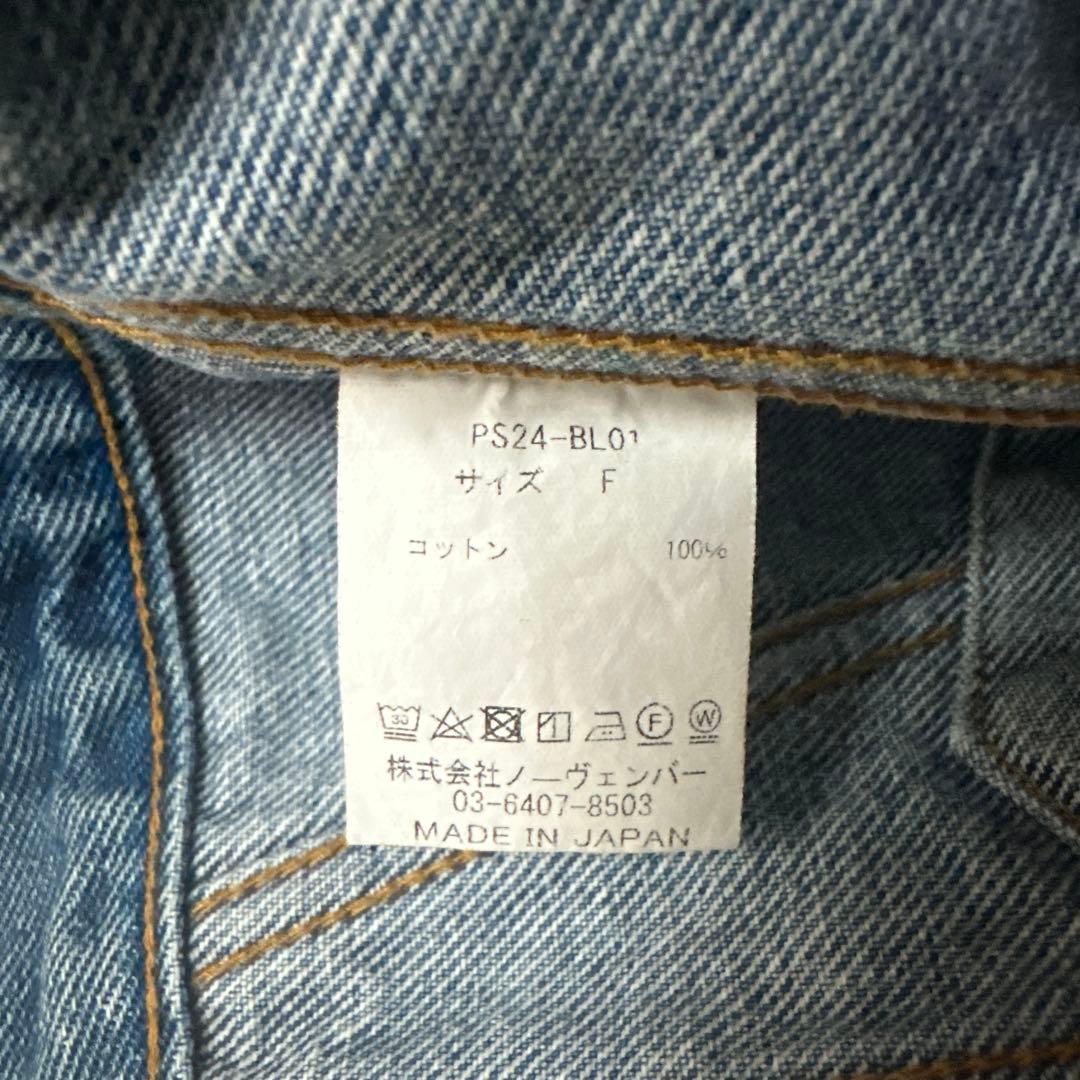 PS24-BL01
サイズ F
コットン 100%
30 F W
株式会社ノーヴェンバー
03-6407-8503
MADE IN JAPAN